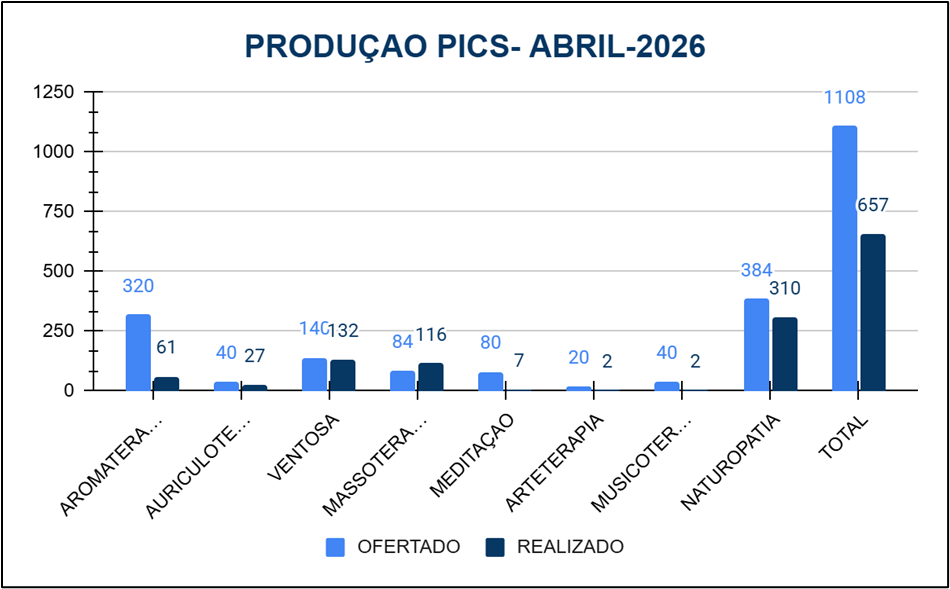 PRODUÇAO PICS- ABRIL-2026
1250
1000
750
500
250
0
320
61
40
27
140
132
84
116
80
7
20
2
40
2
384
310
1108
657
AROMATERA...
AURICULOTE...
VENTOSA
MASSOTERA...
MEDITAÇAO
ARTETERAPIA
MUSICOTER...
NATUROPATIA
TOTAL
OFERTADO
REALIZADO